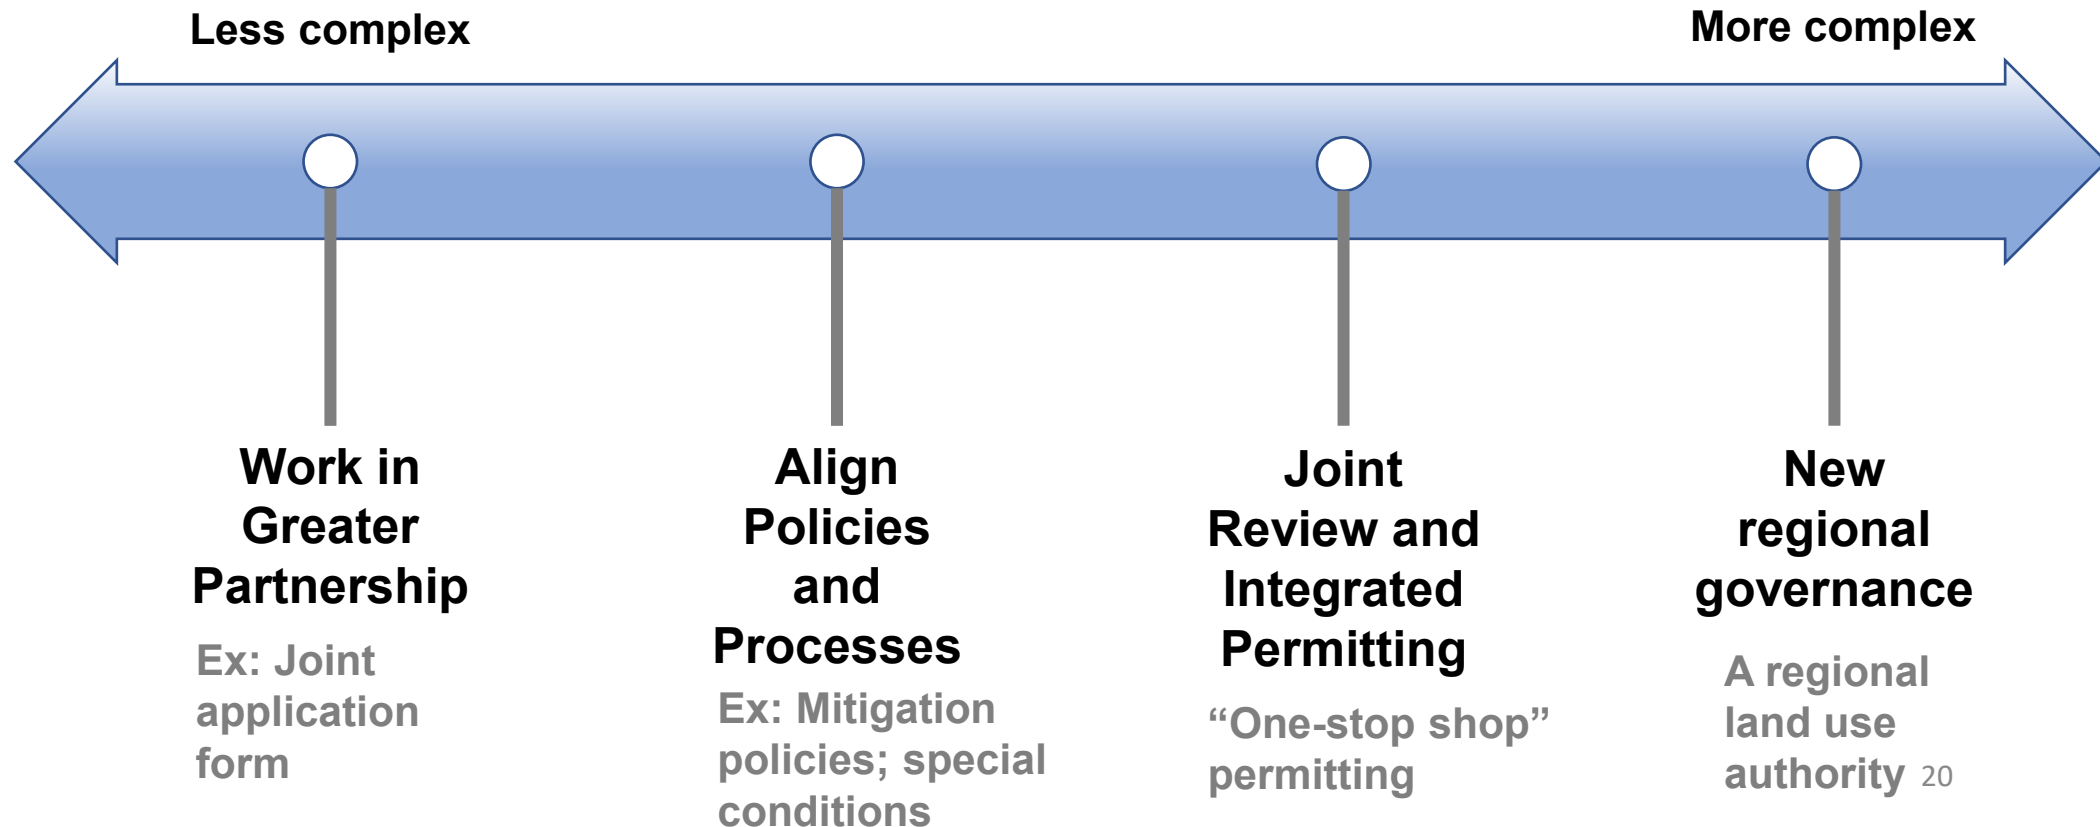 Less complex
More complex
Work in
Greater
Partnership
Ex: Joint
application
form
Align
Policies
and
Processes
Ex: Mitigation
policies; special
conditions
Joint
Review and
Integrated
Permitting
“One-stop shop”
permitting
New
regional
governance
A regional
land use
authority
20